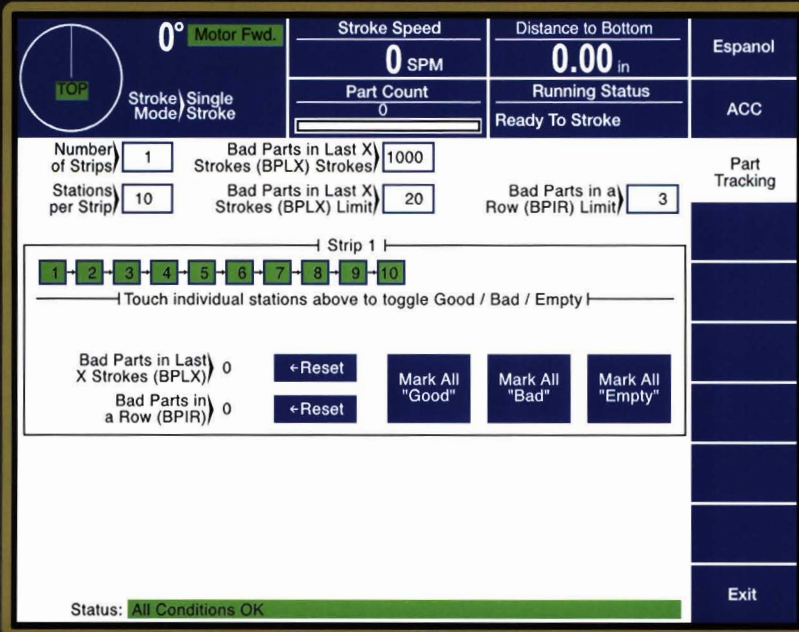 0° Motor Fwd.
TOP
Stroke Mode Single Stroke
Stroke Speed
0 SPM
Distance to Bottom
0.00 in
Part Count
0
Running Status
Ready To Stroke
Espanol
ACC
Part Tracking
Number of Strips 1
Bad Parts in Last X Strokes (BPLX) Strokes 1000
Stations per Strip 10
Bad Parts in Last X Strokes (BPLX) Limit 20
Bad Parts in a Row (BPIR) Limit 3
Strip 1
1 2 3 4 5 6 7 8 9 10
Touch individual stations above to toggle Good / Bad / Empty
Bad Parts in Last X Strokes (BPLX) 0
←Reset
Bad Parts in a Row (BPIR) 0
←Reset
Mark All "Good"
Mark All "Bad"
Mark All "Empty"
Status: All Conditions OK
Exit